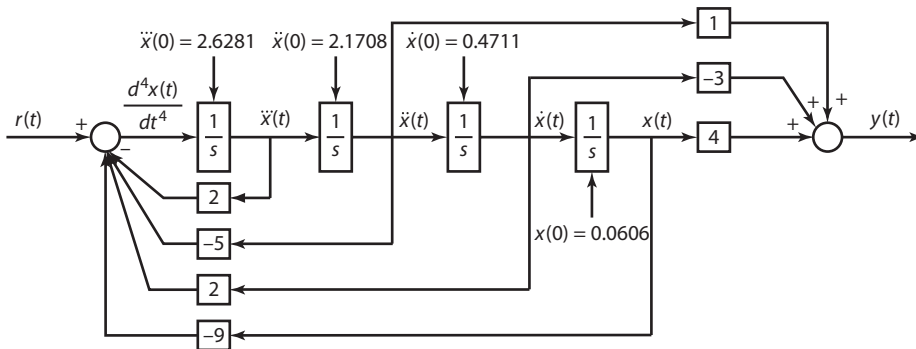 1
x⃛(0) = 2.6281 ẍ(0) = 2.1708 ẋ(0) = 0.4711
–3
d⁴x(t)
dt⁴
r(t) + 1/s x⃛(t) 1/s ẍ(t) 1/s ẋ(t) 1/s x(t) 4 + + + y(t)
–
2
x(0) = 0.0606
–5
2
–9